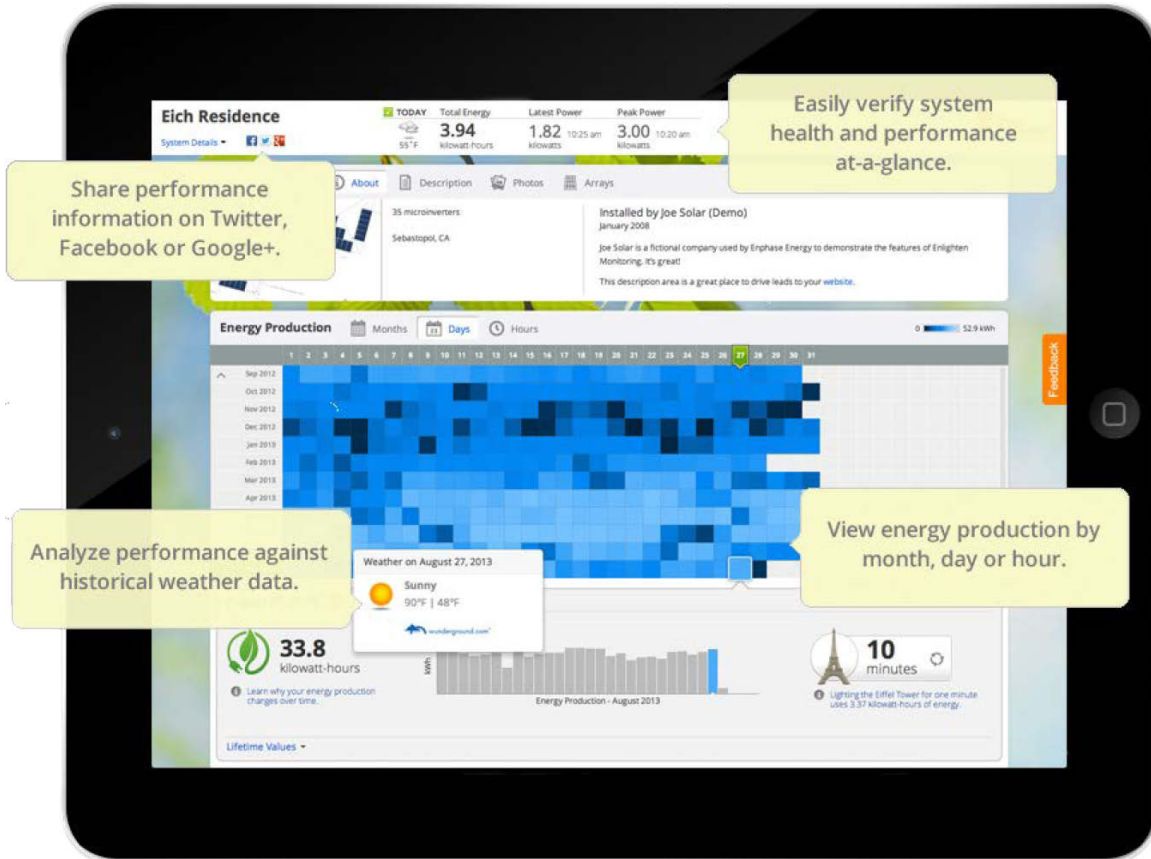 Eich Residence
System Details
TODAY
55°F
Total Energy
3.94
kilowatt-hours
Latest Power
1.82 10:25 am
kilowatts
Peak Power
3.00 10:20 am
kilowatts
Easily verify system
health and performance
at-a-glance.
Share performance
information on Twitter,
Facebook or Google+.
About Description Photos Arrays
35 microinverters
Sebastopol, CA
Installed by Joe Solar (Demo)
January 2008
Joe Solar is a fictional company used by Enphase Energy to demonstrate the features of Enlighten
Monitoring. It's great!
This description area is a great place to drive leads to your website.
Energy Production Months Days Hours
0 52.9 kWh
Feedback
1 2 3 4 5 6 7 8 9 10 11 12 13 14 15 16 17 18 19 20 21 22 23 24 25 26 27 28 29 30 31
Sep 2012
Oct 2012
Nov 2012
Dec 2012
Jan 2013
Feb 2013
Mar 2013
Apr 2013
Analyze performance against
historical weather data.
View energy production by
month, day or hour.
Weather on August 27, 2013
Sunny
90°F | 48°F
wunderground.com
33.8
kilowatt-hours
Learn why your energy production
changes over time.
kWh
Energy Production - August 2013
10
minutes
Lighting the Eiffel Tower for one minute
uses 3.37 kilowatt-hours of energy.
Lifetime Values